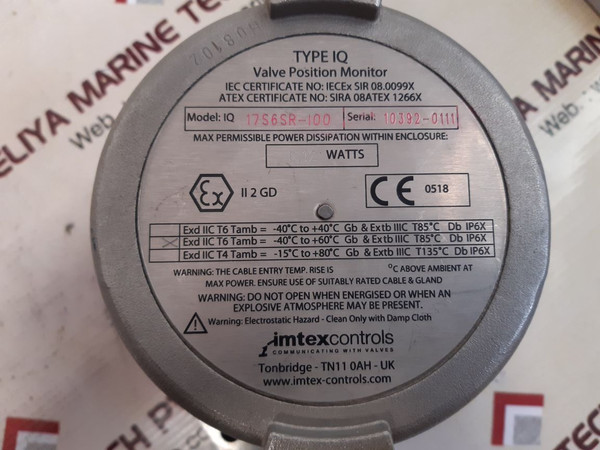 TYPE IQ
Valve Position Monitor
IEC CERTIFICATE NO: IECEx SIR 08.0099X
ATEX CERTIFICATE NO: SIRA 08ATEX 1266X
Model: IQ 17S6SR-100 Serial: 10392-0111
MAX PERMISSIBLE POWER DISSIPATION WITHIN ENCLOSURE:
WATTS
Ex II 2 GD CE 0518
Exd IIC T6 Tamb = -40°C to +40°C Gb & Extb IIIC T85°C Db IP6X
Exd IIC T6 Tamb = -40°C to +60°C Gb & Extb IIIC T85°C Db IP6X
Exd IIC T4 Tamb = -15°C to +80°C Gb & Extb IIIC T135°C Db IP6X
WARNING: THE CABLE ENTRY TEMP. RISE IS °C ABOVE AMBIENT AT
MAX POWER. ENSURE USE OF SUITABLY RATED CABLE & GLAND
WARNING: DO NOT OPEN WHEN ENERGISED OR WHEN AN
EXPLOSIVE ATMOSPHERE MAY BE PRESENT.
Warning: Electrostatic Hazard - Clean Only with Damp Cloth
imtexcontrols
COMMUNICATING WITH VALVES
Tonbridge - TN11 0AH - UK
www.imtex-controls.com